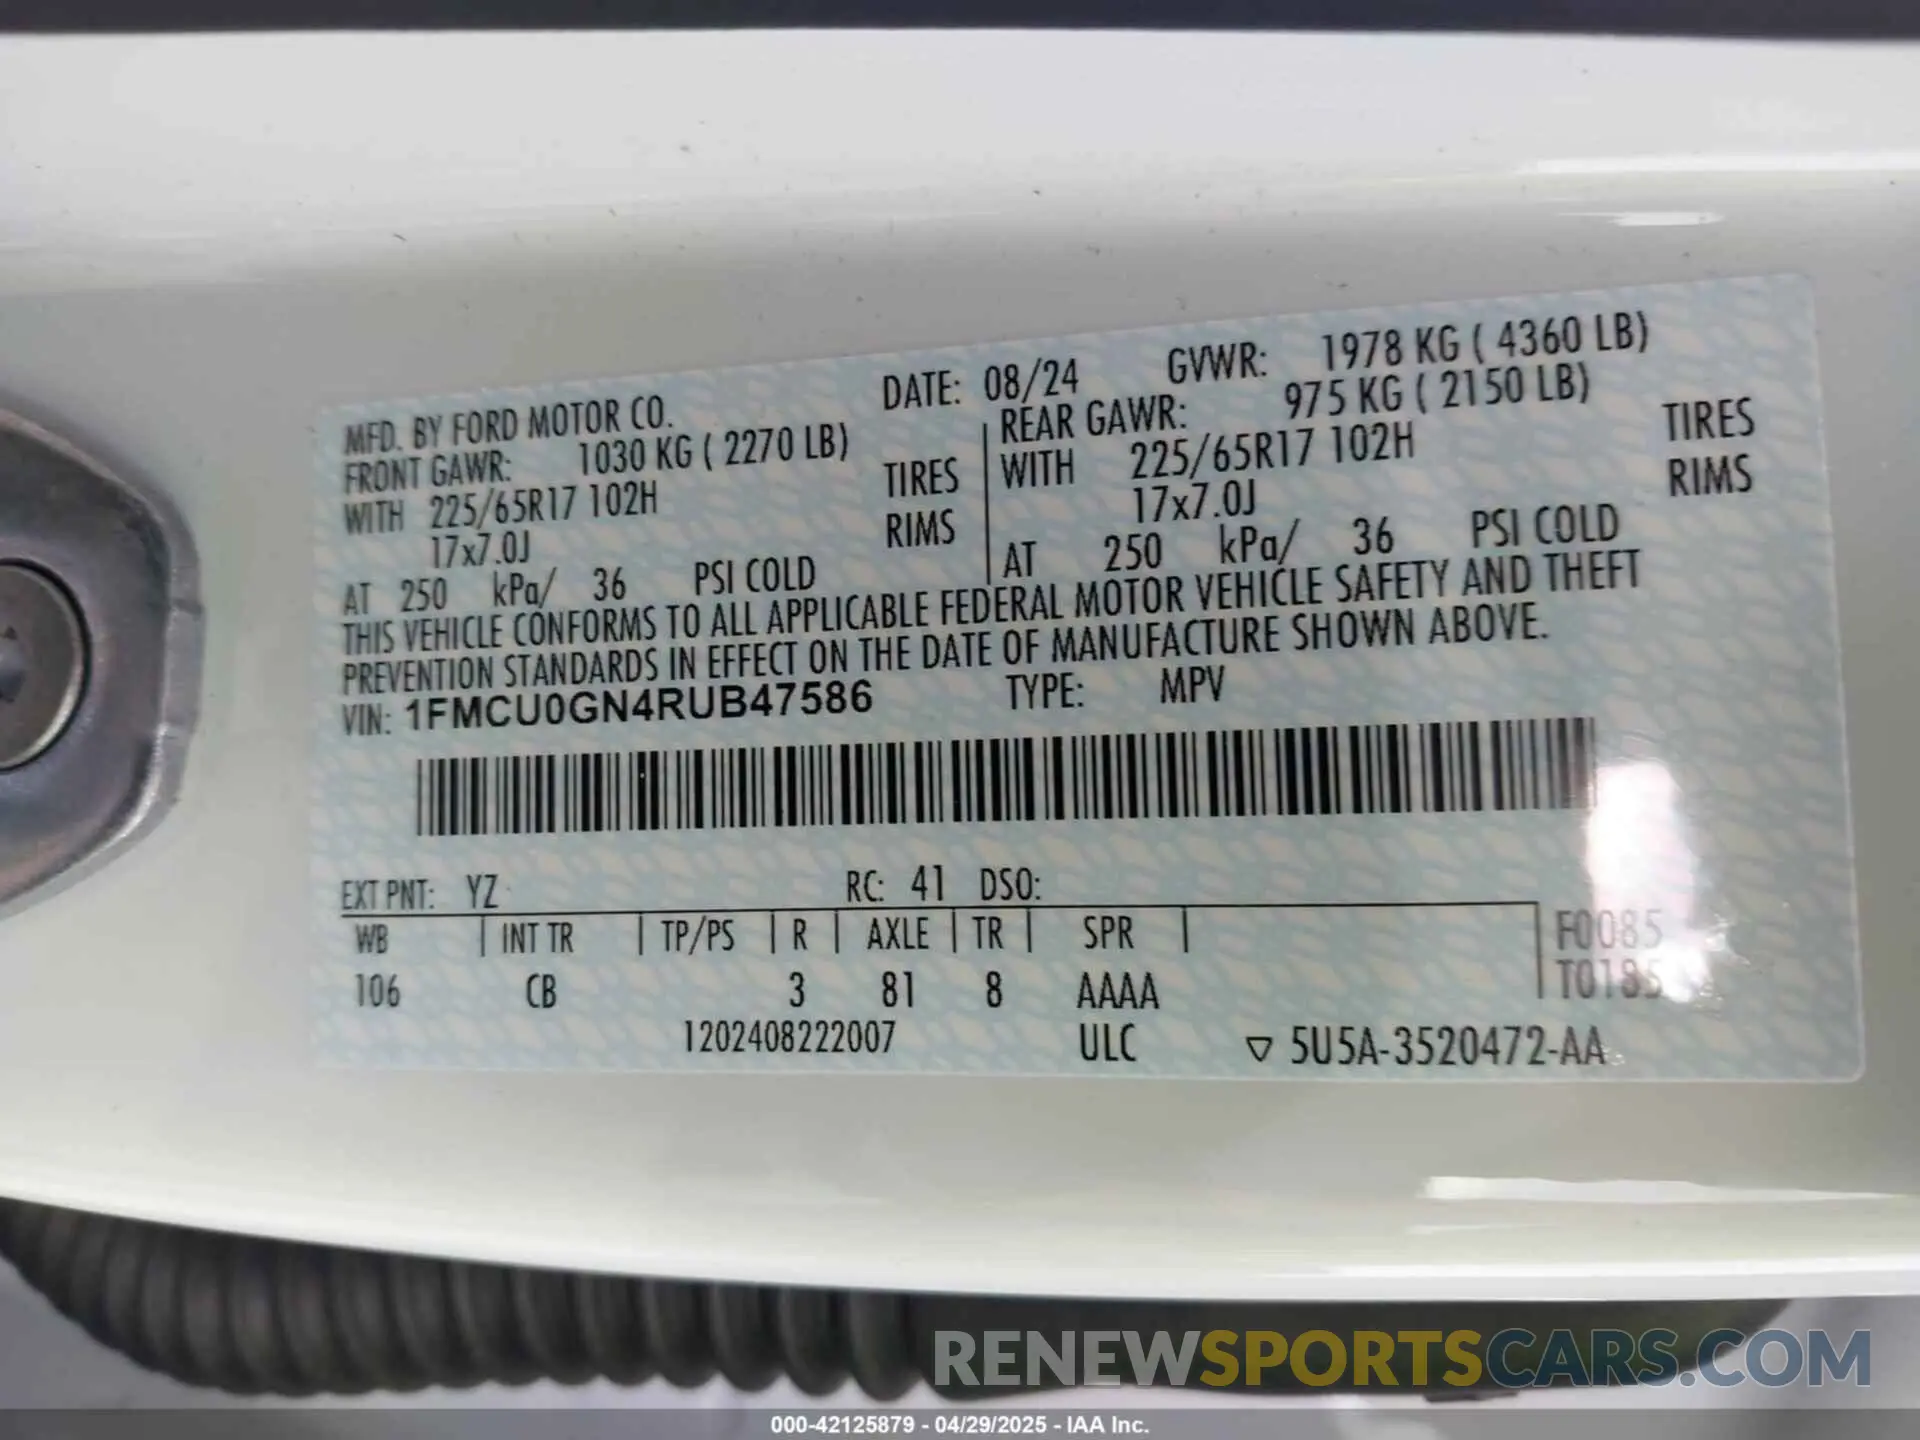 MFD. BY FORD MOTOR CO. DATE: 08/24 GVWR: 1978 KG ( 4360 LB)
FRONT GAWR: 1030 KG ( 2270 LB) REAR GAWR: 975 KG ( 2150 LB)
WITH 225/65R17 102H TIRES WITH 225/65R17 102H TIRES
17x7.0J RIMS 17x7.0J RIMS
AT 250 kPa/ 36 PSI COLD AT 250 kPa/ 36 PSI COLD
THIS VEHICLE CONFORMS TO ALL APPLICABLE FEDERAL MOTOR VEHICLE SAFETY AND THEFT
PREVENTION STANDARDS IN EFFECT ON THE DATE OF MANUFACTURE SHOWN ABOVE.
VIN: 1FMCU0GN4RUB47586 TYPE: MPV
EXT PNT: YZ RC: 41 DSO:
WB INT TR TP/PS R AXLE TR SPR F0085
106 CB 3 81 8 AAAA T0185
1202408222007 ULC ▽ 5U5A-3520472-AA
RENEWSPORTSCARS.COM
000-42125879 - 04/29/2025 - IAA Inc.